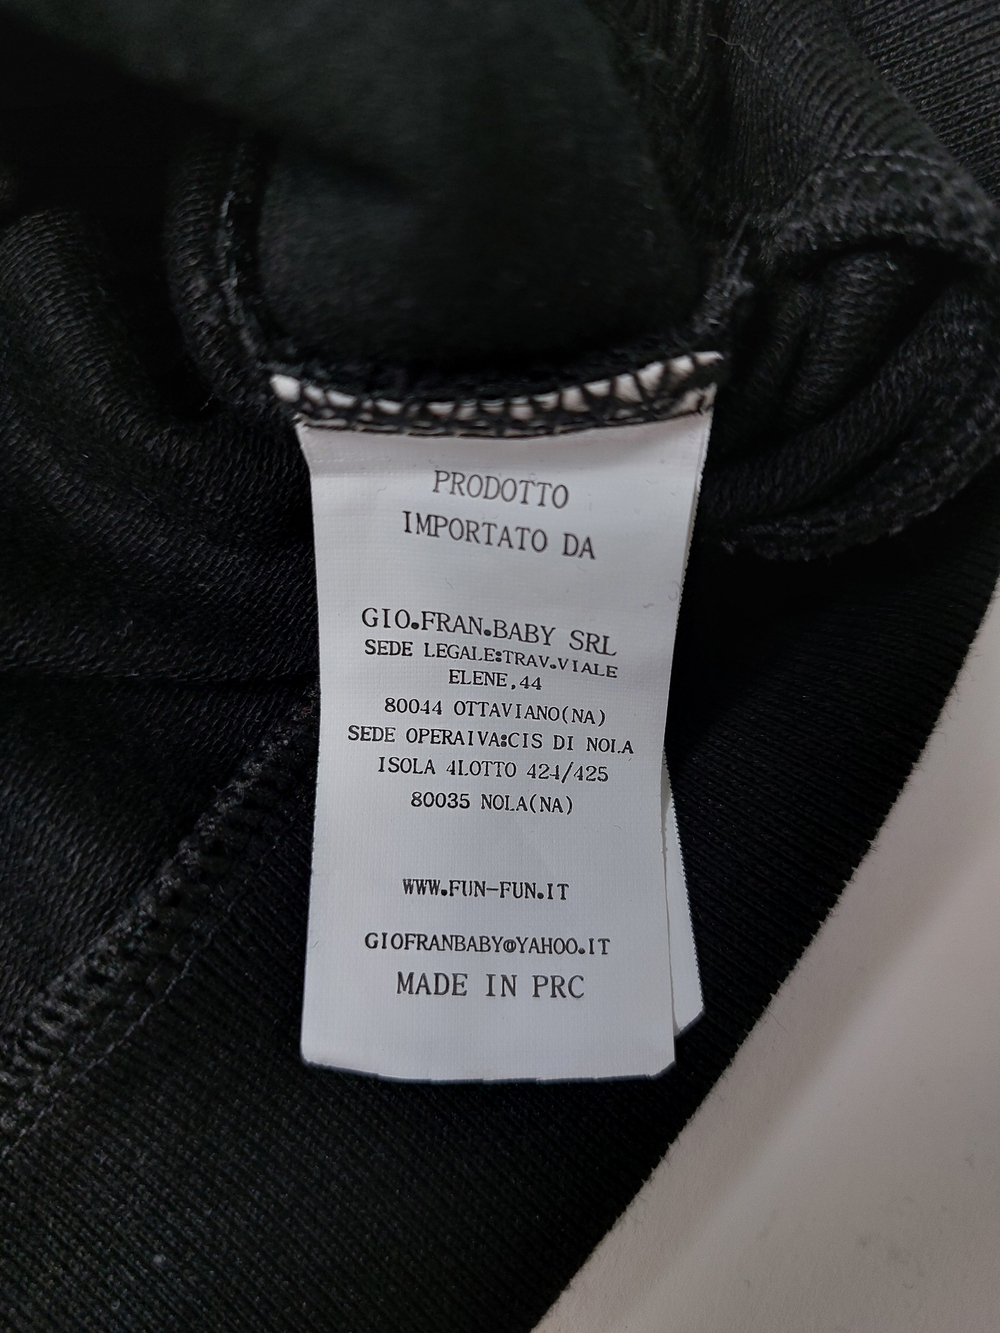 PRODOTTO
IMPORTATO DA
GIO.FRAN.BABY SRL
SEDE LEGALE:TRAV.VIALE
ELENE,44
80044 OTTAVIANO(NA)
SEDE OPERAIVA:CIS DI NOLA
ISOLA 4LOTTO 424/425
80035 NOLA(NA)
WWW.FUN-FUN.IT
GIOFRANBABY@YAHOO.IT
MADE IN PRC